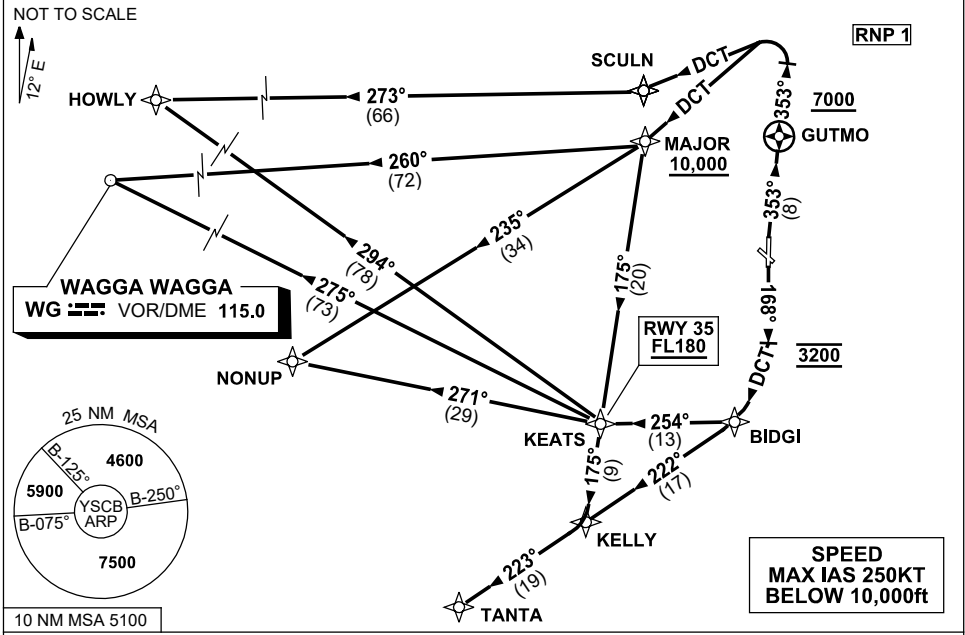 NOT TO SCALE
12° E
RNP 1
SCULN
DCT
DCT
353°
7000
HOWLY
273°
(66)
GUTMO
MAJOR
10,000
260°
(72)
353°
(8)
235°
(34)
294°
(78)
175°
(20)
275°
(73)
WAGGA WAGGA
WG VOR/DME 115.0
169°
RWY 35
FL180
3200
DCT
NONUP
271°
(29)
KEATS
254°
(13)
BIDGI
25 NM MSA
B-125°
4600
5900
YSCB
ARP
B-250°
B-075°
7500
175°
(9)
222°
(17)
KELLY
223°
(19)
TANTA
SPEED
MAX IAS 250KT
BELOW 10,000ft
10 NM MSA 5100